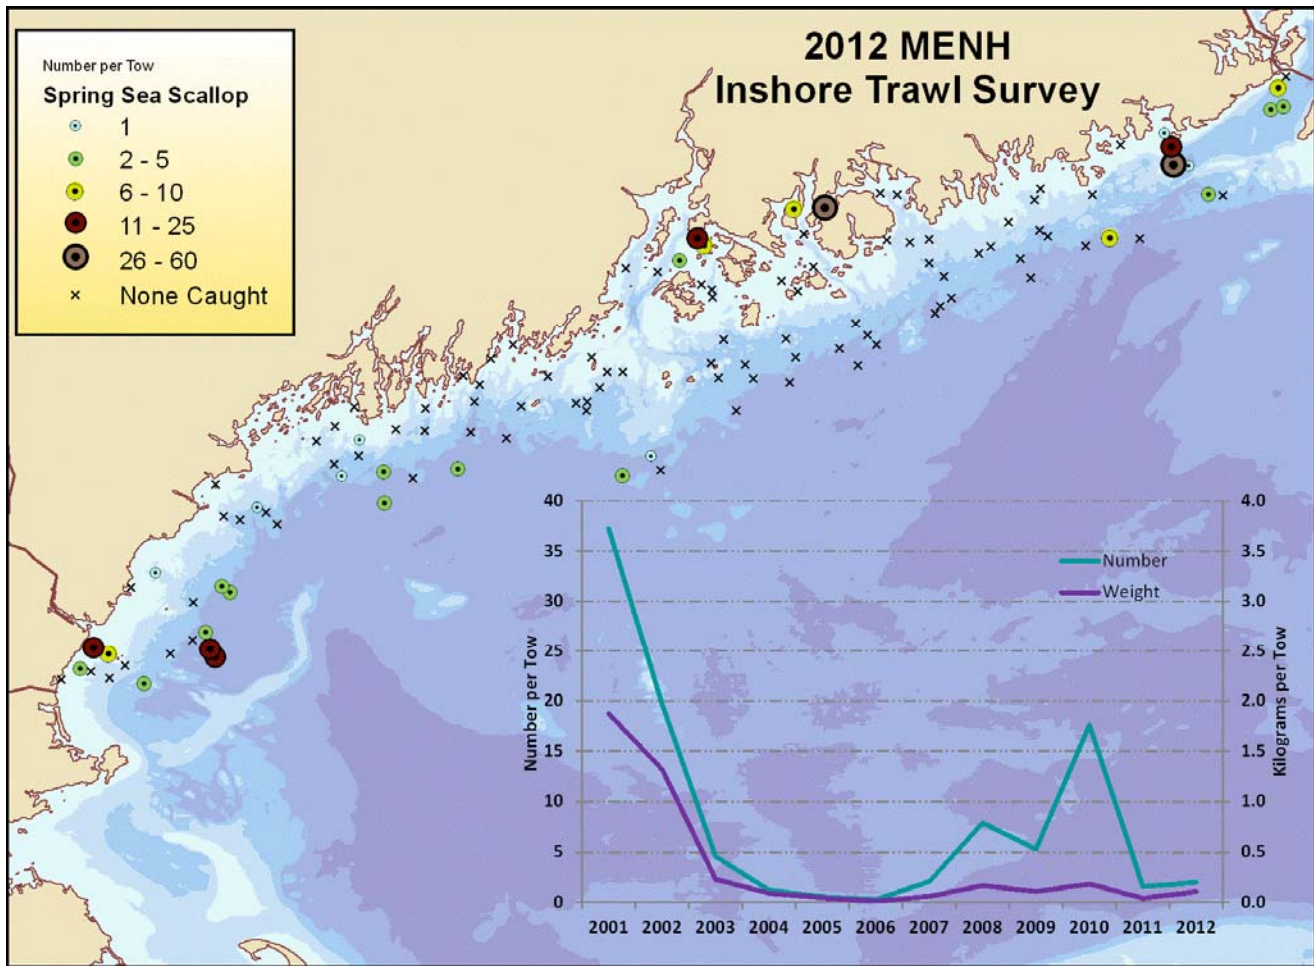 2012 MENH
Inshore Trawl Survey
Number per Tow
Spring Sea Scallop
1
2 - 5
6 - 10
11 - 25
26 - 60
None Caught
40
35
30
25
20
15
10
5
0
Number per Tow
Number
Weight
4.0
3.5
3.0
2.5
2.0
1.5
1.0
0.5
0.0
Kilograms per Tow
2001 2002 2003 2004 2005 2006 2007 2008 2009 2010 2011 2012